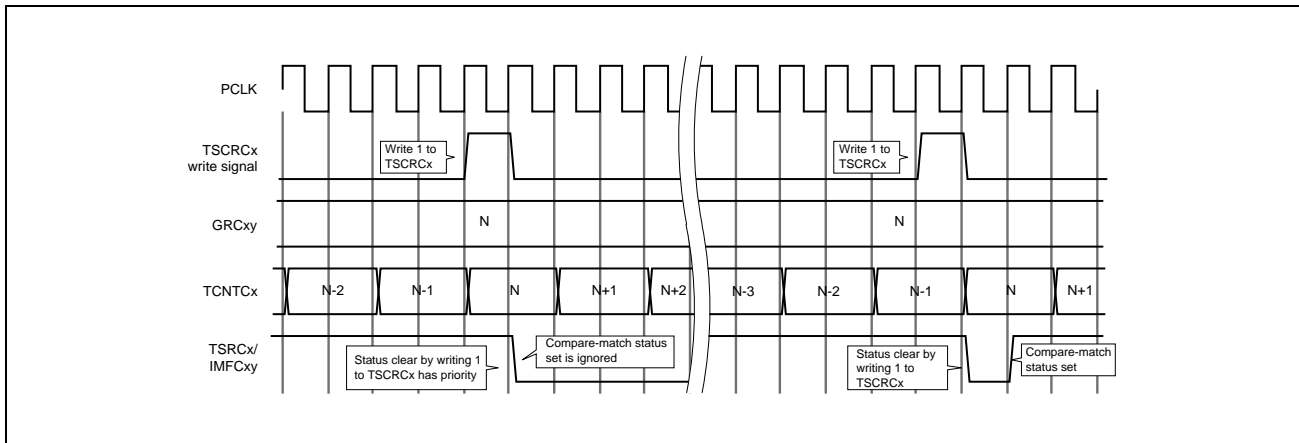 PCLK
TSCRCx
write signal
Write 1 to
TSCRCx
Write 1 to
TSCRCx
GRCxy
N
N
TCNTCx
N-2
N-1
N
N+1
N+2
N-3
N-2
N-1
N
N+1
TSRCx/
IMFCxy
Status clear by writing 1
to TSCRCx has priority
Compare-match status
set is ignored
Status clear by
writing 1 to
TSCRCx
Compare-match
status set